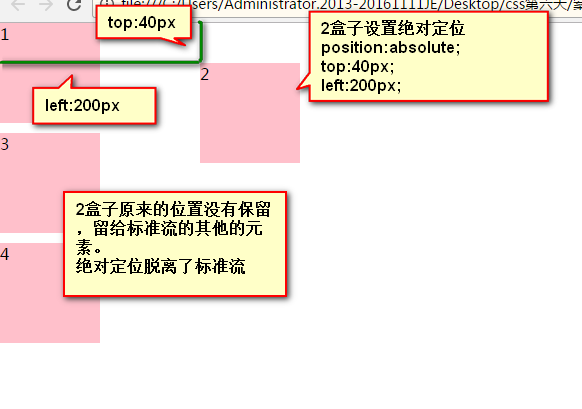 file:///C:/Users/Administrator.2013-20161111JE/Desktop/css第六天/案
top:40px
1
2盒子设置绝对定位
position:absolute;
top:40px;
left:200px;
2
left:200px
3
2盒子原来的位置没有保留
，留给标准流的其他的元
素。
绝对定位脱离了标准流
4